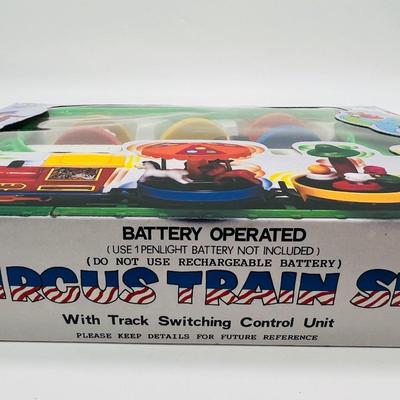 BATTERY OPERATED
(USE 1 PENLIGHT BATTERY NOT INCLUDED)
(DO NOT USE RECHARGEABLE BATTERY)
IRCUS TRAIN SE
With Track Switching Control Unit
PLEASE KEEP DETAILS FOR FUTURE REFERENCE